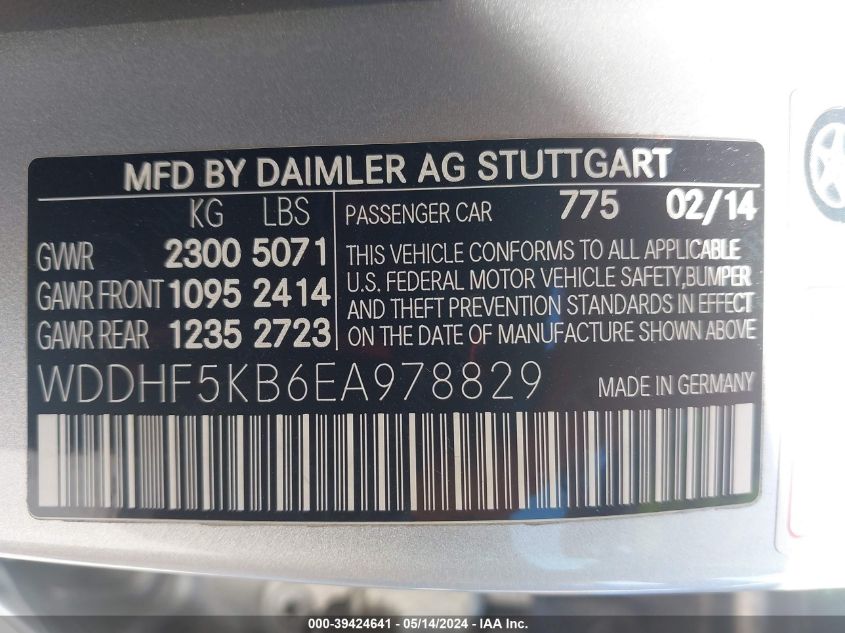 MFD BY DAIMLER AG STUTTGART
KG LBS
GVWR 2300 5071
GAWR FRONT 1095 2414
GAWR REAR 1235 2723
PASSENGER CAR 775 02/14
THIS VEHICLE CONFORMS TO ALL APPLICABLE
U.S. FEDERAL MOTOR VEHICLE SAFETY,BUMPER
AND THEFT PREVENTION STANDARDS IN EFFECT
ON THE DATE OF MANUFACTURE SHOWN ABOVE
WDDHF5KB6EA978829 MADE IN GERMANY
000-39424641 - 05/14/2024 - IAA Inc.